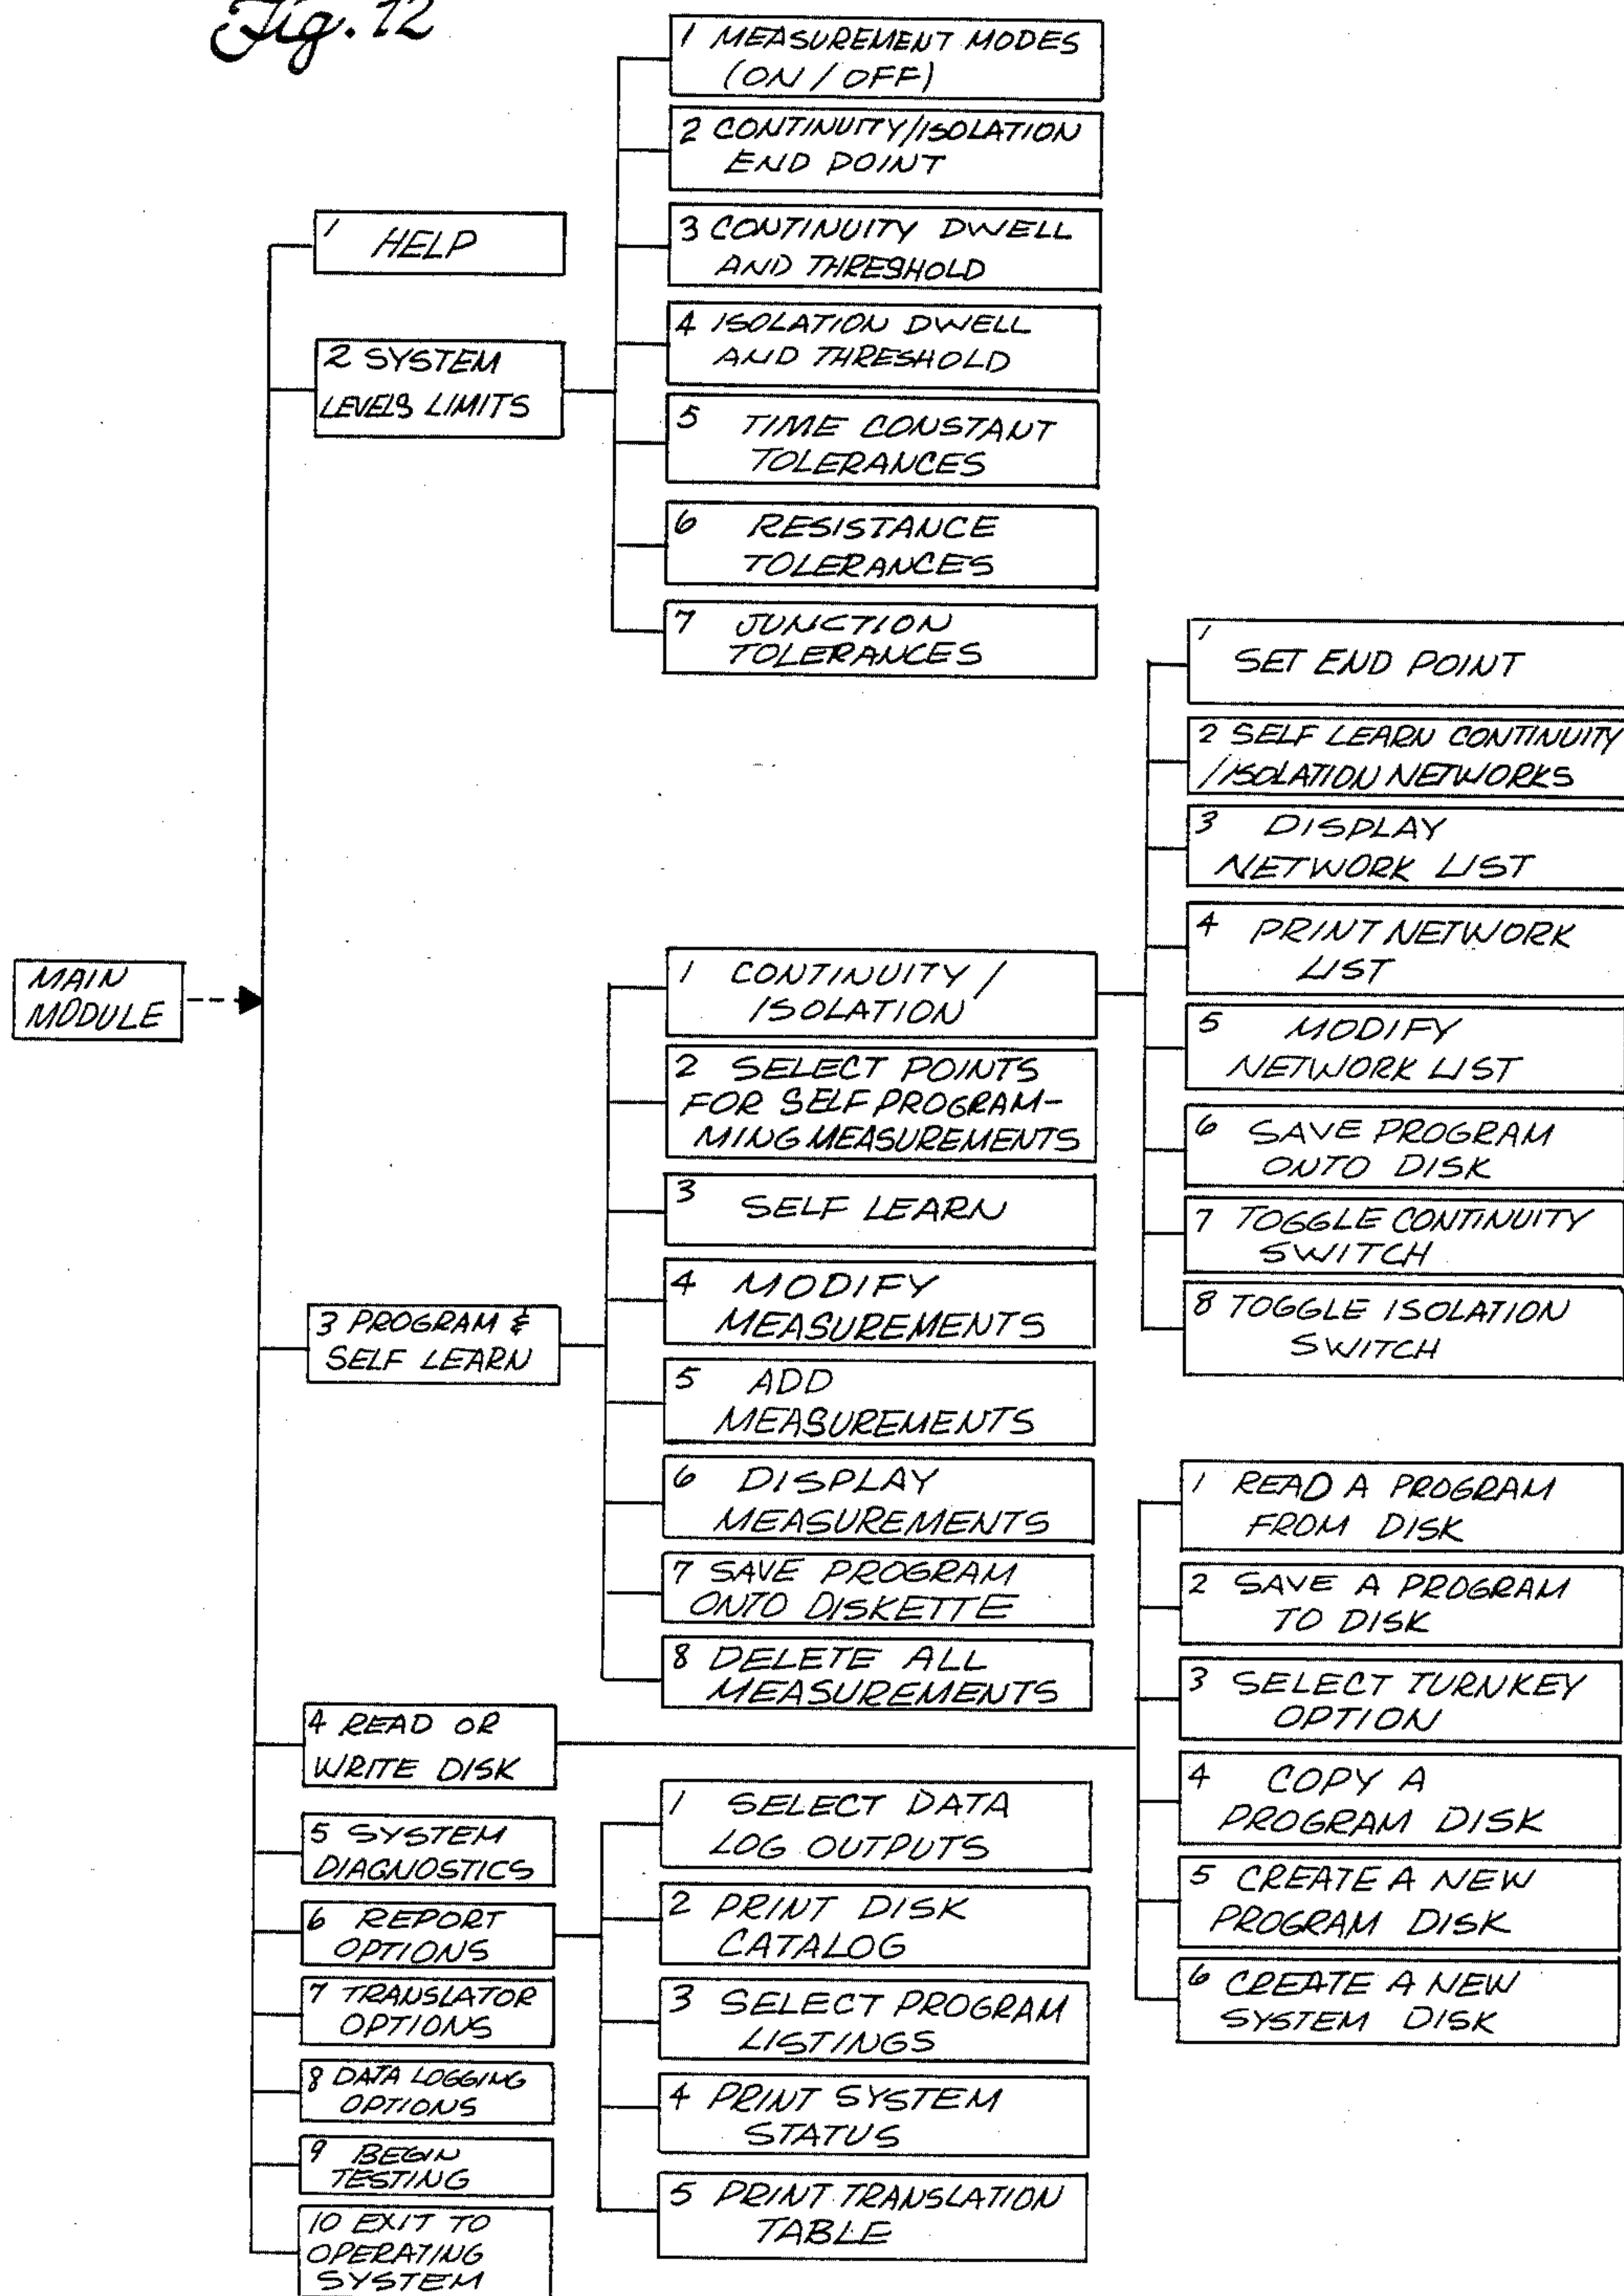 Fig. 12
MAIN
MODULE
1 HELP
2 SYSTEM
LEVELS LIMITS
1 MEASUREMENT MODES
(ON / OFF)
2 CONTINUITY/ISOLATION
END POINT
3 CONTINUITY DWELL
AND THRESHOLD
4 ISOLATION DWELL
AND THRESHOLD
5 TIME CONSTANT
TOLERANCES
6 RESISTANCE
TOLERANCES
7 JUNCTION
TOLERANCES
3 PROGRAM &
SELF LEARN
1 CONTINUITY /
ISOLATION
1
SET END POINT
2 SELF LEARN CONTINUITY
/ISOLATION NETWORKS
3 DISPLAY
NETWORK LIST
4 PRINT NETWORK
LIST
5 MODIFY
NETWORK LIST
6 SAVE PROGRAM
ONTO DISK
7 TOGGLE CONTINUITY
SWITCH
8 TOGGLE ISOLATION
SWITCH
2 SELECT POINTS
FOR SELF PROGRAM-
MING MEASUREMENTS
3 SELF LEARN
4 MODIFY
MEASUREMENTS
5 ADD
MEASUREMENTS
6 DISPLAY
MEASUREMENTS
7 SAVE PROGRAM
ONTO DISKETTE
8 DELETE ALL
MEASUREMENTS
4 READ OR
WRITE DISK
1 READ A PROGRAM
FROM DISK
2 SAVE A PROGRAM
TO DISK
3 SELECT TURNKEY
OPTION
4 COPY A
PROGRAM DISK
5 CREATE A NEW
PROGRAM DISK
6 CREATE A NEW
SYSTEM DISK
5 SYSTEM
DIAGNOSTICS
6 REPORT
OPTIONS
1 SELECT DATA
LOG OUTPUTS
2 PRINT DISK
CATALOG
3 SELECT PROGRAM
LISTINGS
4 PRINT SYSTEM
STATUS
5 PRINT TRANSLATION
TABLE
7 TRANSLATOR
OPTIONS
8 DATA LOGGING
OPTIONS
9 BEGIN
TESTING
10 EXIT TO
OPERATING
SYSTEM